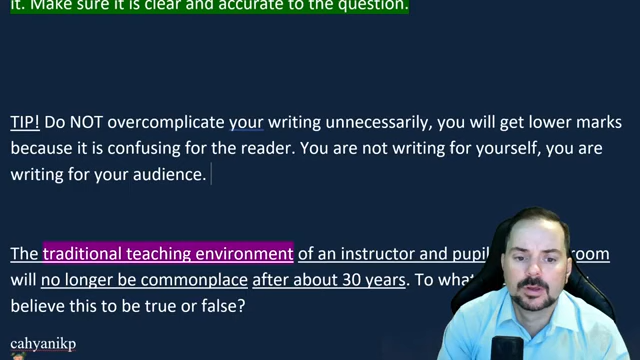 it. Make sure it is clear and accurate to the question.
TIP! Do NOT overcomplicate your writing unnecessarily, you will get lower marks
because it is confusing for the reader. You are not writing for yourself, you are
writing for your audience.
The traditional teaching environment of an instructor and pupil room
will no longer be commonplace after about 30 years. To what
believe this to be true or false?
cahyanikp